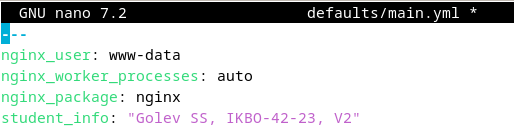 GNU nano 7.2 defaults/main.yml *
---
nginx_user: www-data
nginx_worker_processes: auto
nginx_package: nginx
student_info: "Golev SS, IKBO-42-23, V2"